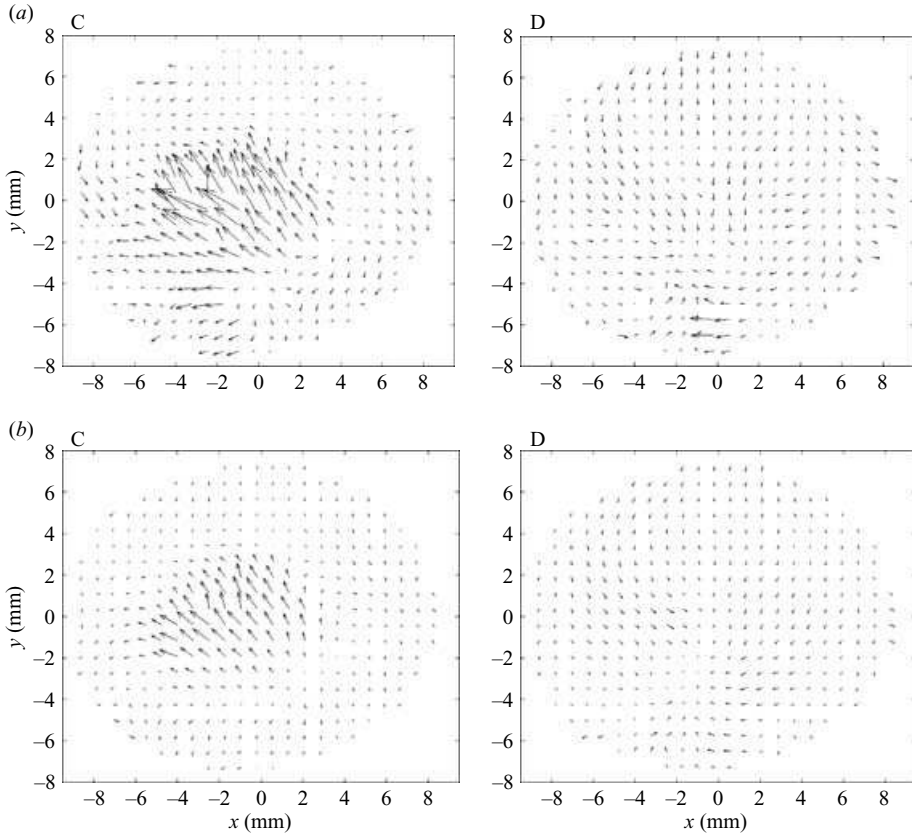 (a) C D
8 8
6 6
4 4
2 2
y (mm) 0 0
–2 –2
–4 –4
–6 –6
–8 –8
–8 –6 –4 –2 0 2 4 6 8 –8 –6 –4 –2 0 2 4 6 8
(b) C D
8 8
6 6
4 4
2 2
y (mm) 0 0
–2 –2
–4 –4
–6 –6
–8 –8
–8 –6 –4 –2 0 2 4 6 8 –8 –6 –4 –2 0 2 4 6 8
x (mm) x (mm)